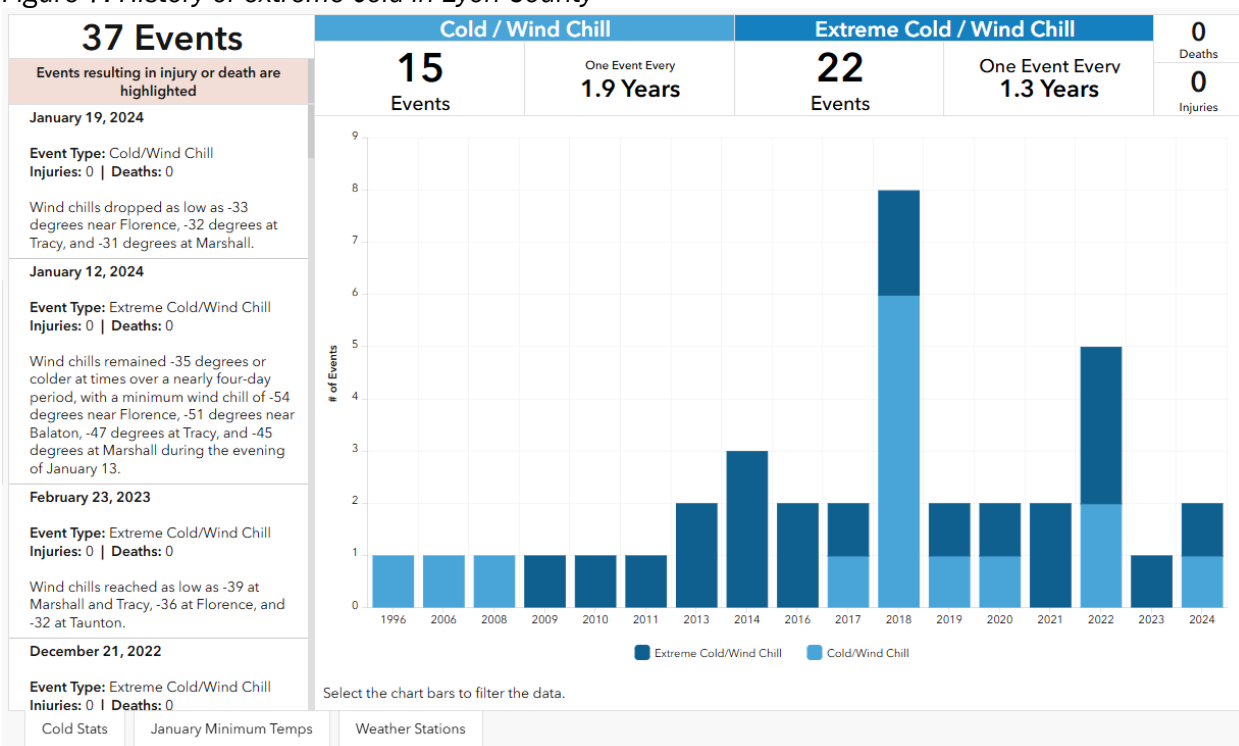 Figure 1. History of extreme cold in Lyon County
37 Events
Events resulting in injury or death are
highlighted
January 19, 2024
Event Type: Cold/Wind Chill
Injuries: 0 | Deaths: 0
Wind chills dropped as low as -33
degrees near Florence, -32 degrees at
Tracy, and -31 degrees at Marshall.
January 12, 2024
Event Type: Extreme Cold/Wind Chill
Injuries: 0 | Deaths: 0
Wind chills remained -35 degrees or
colder at times over a nearly four-day
period, with a minimum wind chill of -54
degrees near Florence, -51 degrees near
Balaton, -47 degrees at Tracy, and -45
degrees at Marshall during the evening
of January 13.
February 23, 2023
Event Type: Extreme Cold/Wind Chill
Injuries: 0 | Deaths: 0
Wind chills reached as low as -39 at
Marshall and Tracy, -36 at Florence, and
-32 at Taunton.
December 21, 2022
Event Type: Extreme Cold/Wind Chill
Injuries: 0 | Deaths: 0
Cold / Wind Chill
15
Events
One Event Every
1.9 Years
Extreme Cold / Wind Chill
22
Events
One Event Every
1.3 Years
0
Deaths
0
Injuries
# of Events
9
8
7
6
5
4
3
2
1
0
1996 2006 2008 2009 2010 2011 2013 2014 2016 2017 2018 2019 2020 2021 2022 2023 2024
Extreme Cold/Wind Chill Cold/Wind Chill
Select the chart bars to filter the data.
Cold Stats January Minimum Temps Weather Stations